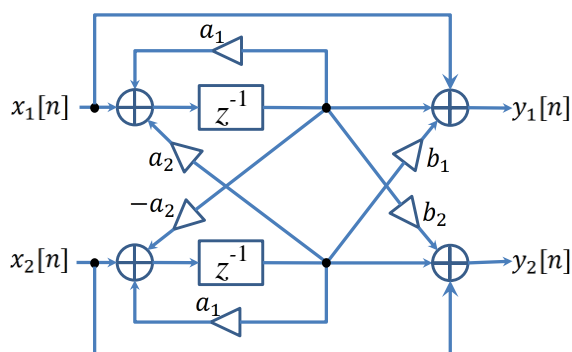 a₁
x₁[n] z⁻¹ y₁[n]
a₂ b₁
−a₂ b₂
x₂[n] z⁻¹ y₂[n]
a₁